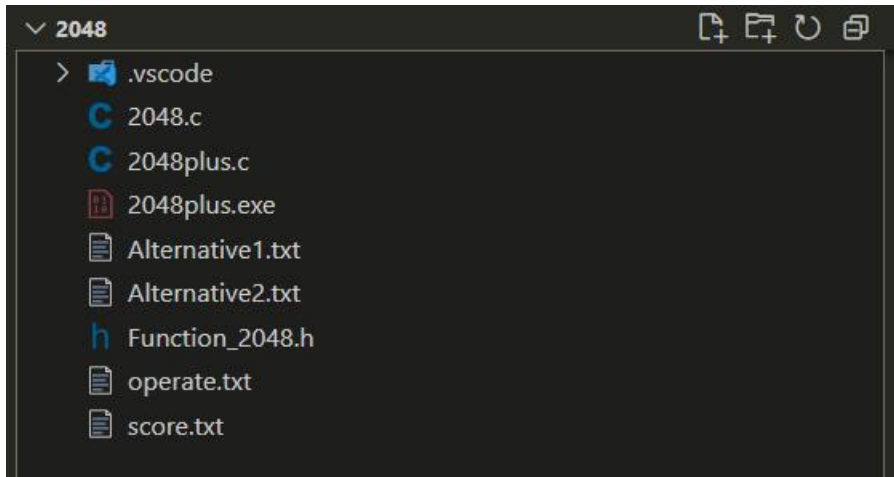 2048
.vscode
C 2048.c
C 2048plus.c
2048plus.exe
Alternative1.txt
Alternative2.txt
h Function_2048.h
operate.txt
score.txt